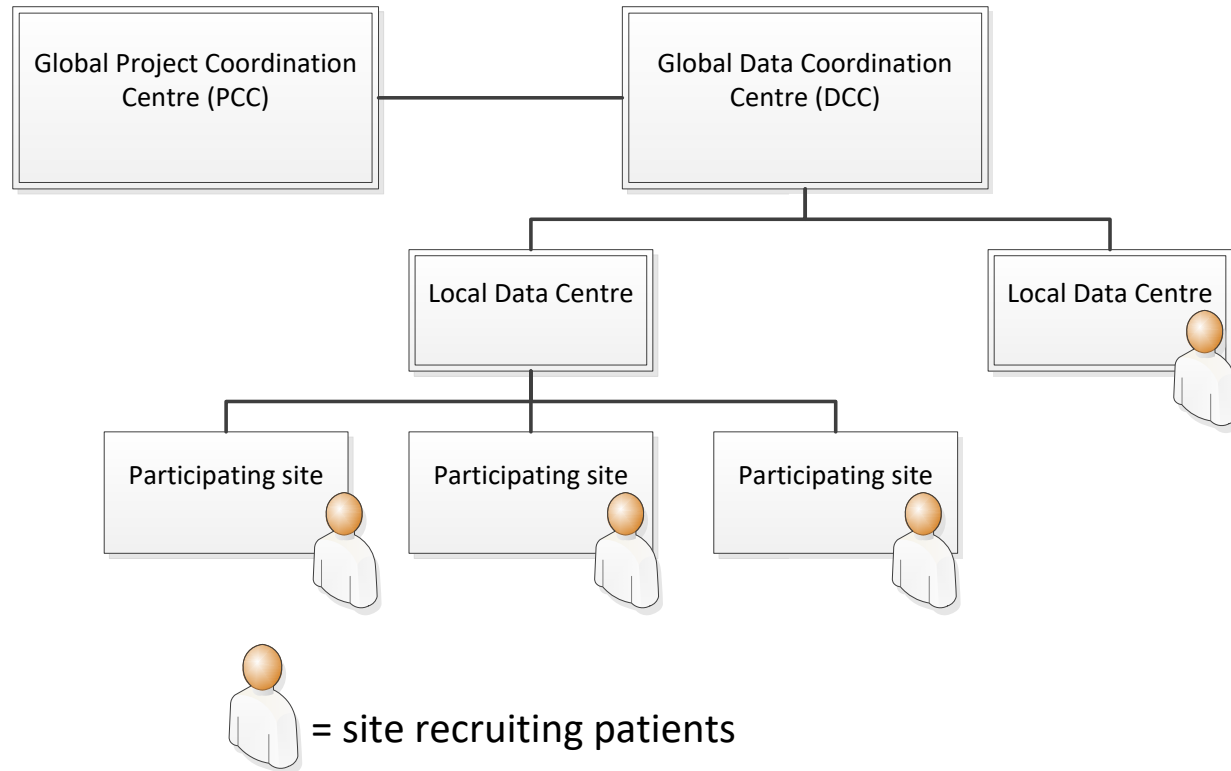 Global Project Coordination
Centre (PCC)
Global Data Coordination
Centre (DCC)
Local Data Centre
Local Data Centre
Participating site
Participating site
Participating site
= site recruiting patients